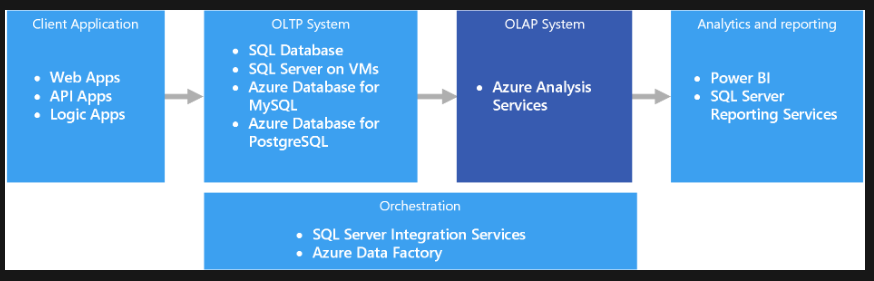 Client Application
• Web Apps
• API Apps
• Logic Apps
OLTP System
• SQL Database
• SQL Server on VMs
• Azure Database for
MySQL
• Azure Database for
PostgreSQL
OLAP System
• Azure Analysis
Services
Analytics and reporting
• Power BI
• SQL Server
Reporting Services
Orchestration
• SQL Server Integration Services
• Azure Data Factory